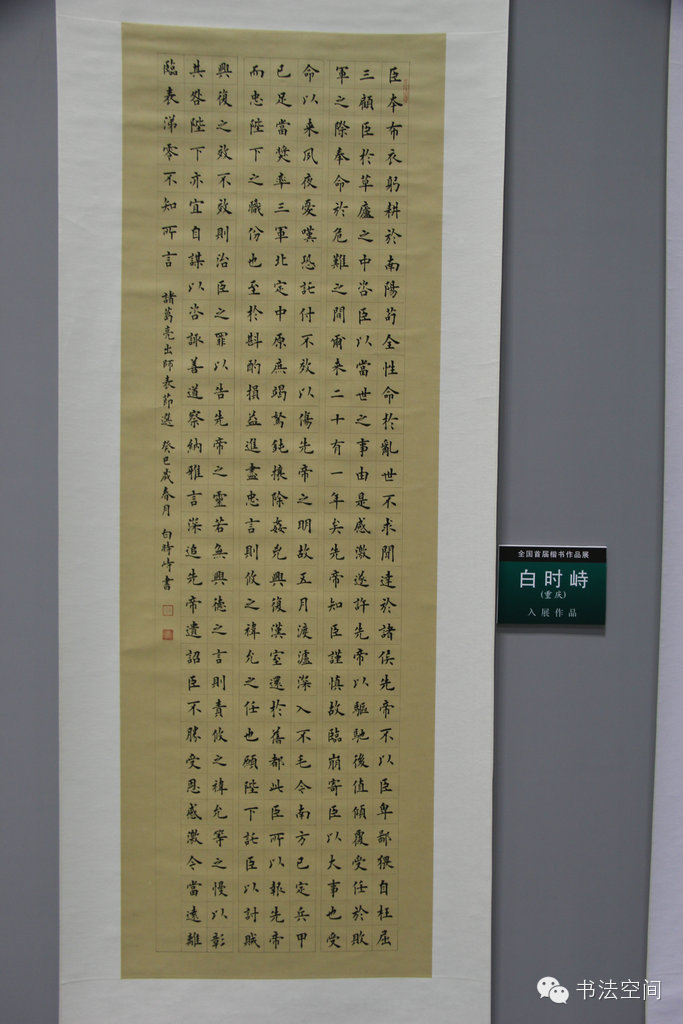 臣本布衣躬耕於南陽苟全性命於亂世不求聞達於諸侯先帝不以臣卑鄙猥自枉屈
三顧臣於草廬之中咨臣以當世之事由是感激遂許先帝以驅馳後值傾覆受任於敗
軍之際奉命於危難之間爾來二十有一年矣先帝知臣謹慎故臨崩寄臣以大事也受
命以來夙夜憂嘆恐託付不效以傷先帝之明故五月渡瀘深入不毛令南方已定兵甲
已足當獎率三軍北定中原庶竭駑鈍攘除姦兇興復漢室還於舊都此臣所以報先帝
而忠陛下之職份也至於斟酌損益進盡忠言則攸之禕允之任也願陛下託臣以討賊
興復之效不效則治臣之罪以告先帝之靈若無興德之言則責攸之禕允等之慢以彰
其咎陛下亦宜自謀以咨諏善道察納雅言深追先帝遺詔臣不勝受恩感激令當遠離
臨表涕零不知所言 諸葛亮出師表節選 癸巳歲春月 白時峙書
全国首届楷书作品展
白时峙
(重庆)
入展作品
书法空间